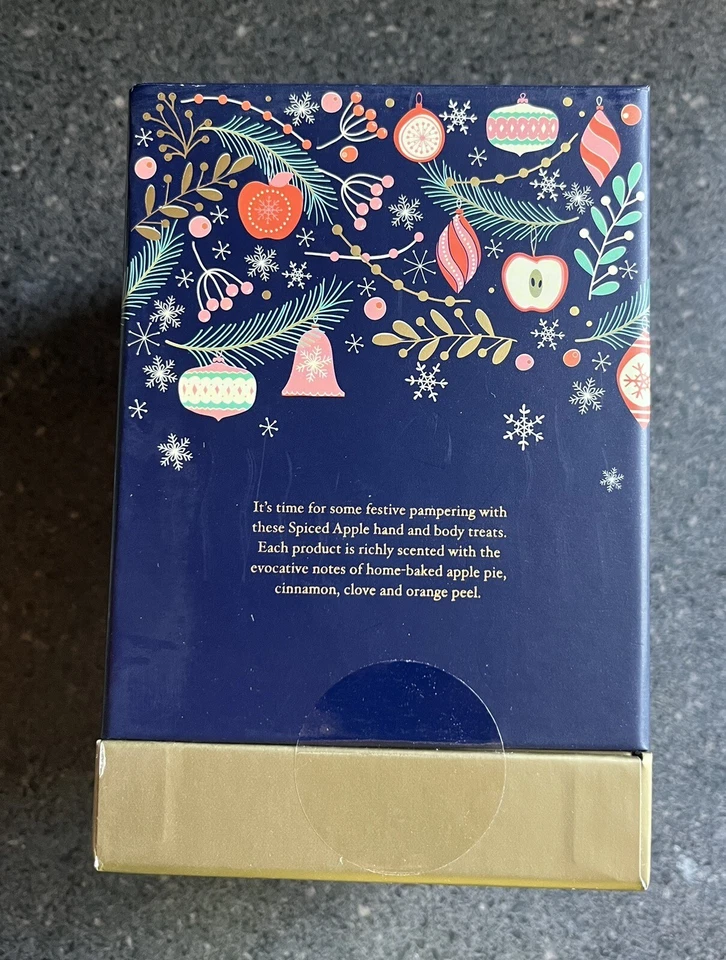 It's time for some festive pampering with
these Spiced Apple hand and body treats.
Each product is richly scented with the
evocative notes of home-baked apple pie,
cinnamon, clove and orange peel.